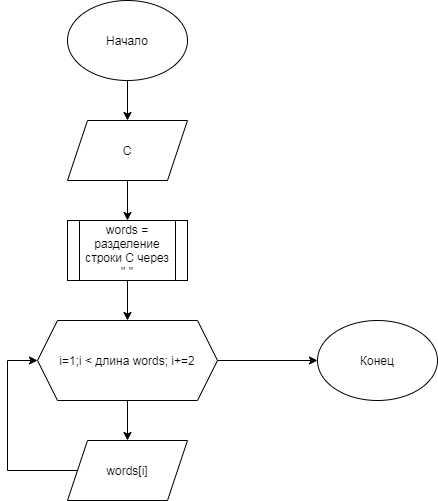 Начало
С
words =
разделение
строки С через
" "
i=1;i < длина words; i+=2
Конец
words[i]